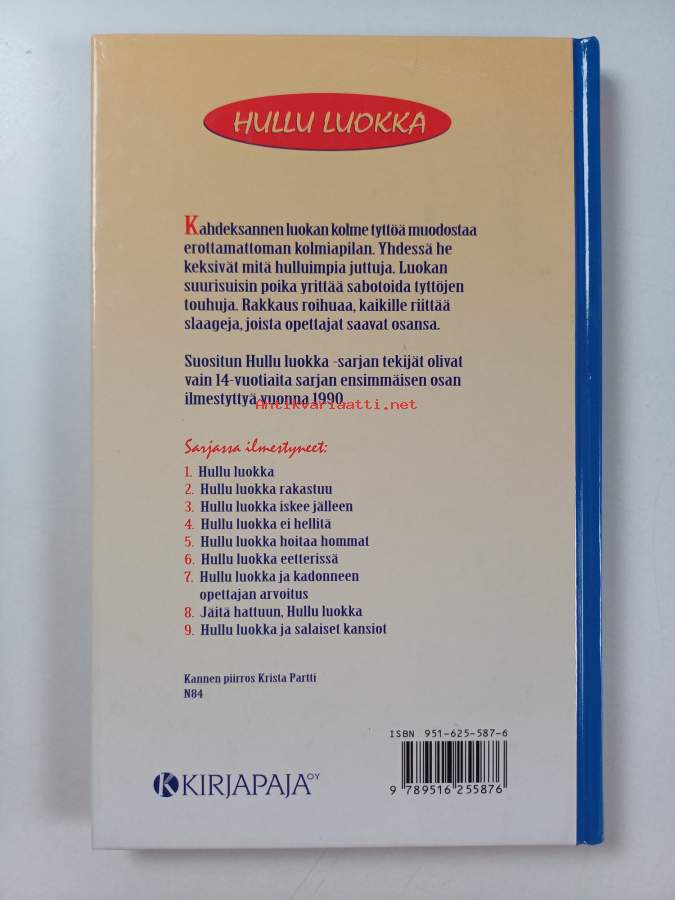 HULLU LUOKKA
Kahdeksannen luokan kolme tyttöä muodostaa
erottamattoman kolmiapilan. Yhdessä he
keksivät mitä hulluimpia juttuja. Luokan
suurisuisin poika yrittää sabotoida tyttöjen
touhuja. Rakkaus roihuaa, kaikille riittää
slaageja, joista opettajat saavat osansa.
Suositun Hullu luokka -sarjan tekijät olivat
vain 14-vuotiaita sarjan ensimmäisen osan
ilmestyttyä vuonna 1990
Antikvariaatti.net
Sarjassa ilmestyneet:
1. Hullu luokka
2. Hullu luokka rakastuu
3. Hullu luokka iskee jälleen
4. Hullu luokka ei hellitä
5. Hullu luokka hoitaa hommat
6. Hullu luokka eetterissä
7. Hullu luokka ja kadonneen
opettajan arvoitus
8. Jäitä hattuun, Hullu luokka
9. Hullu luokka ja salaiset kansiot
Kannen piirros Krista Partti
N84
ISBN 951-625-587-6
9 789516 255876
K KIRJAPAJA OY